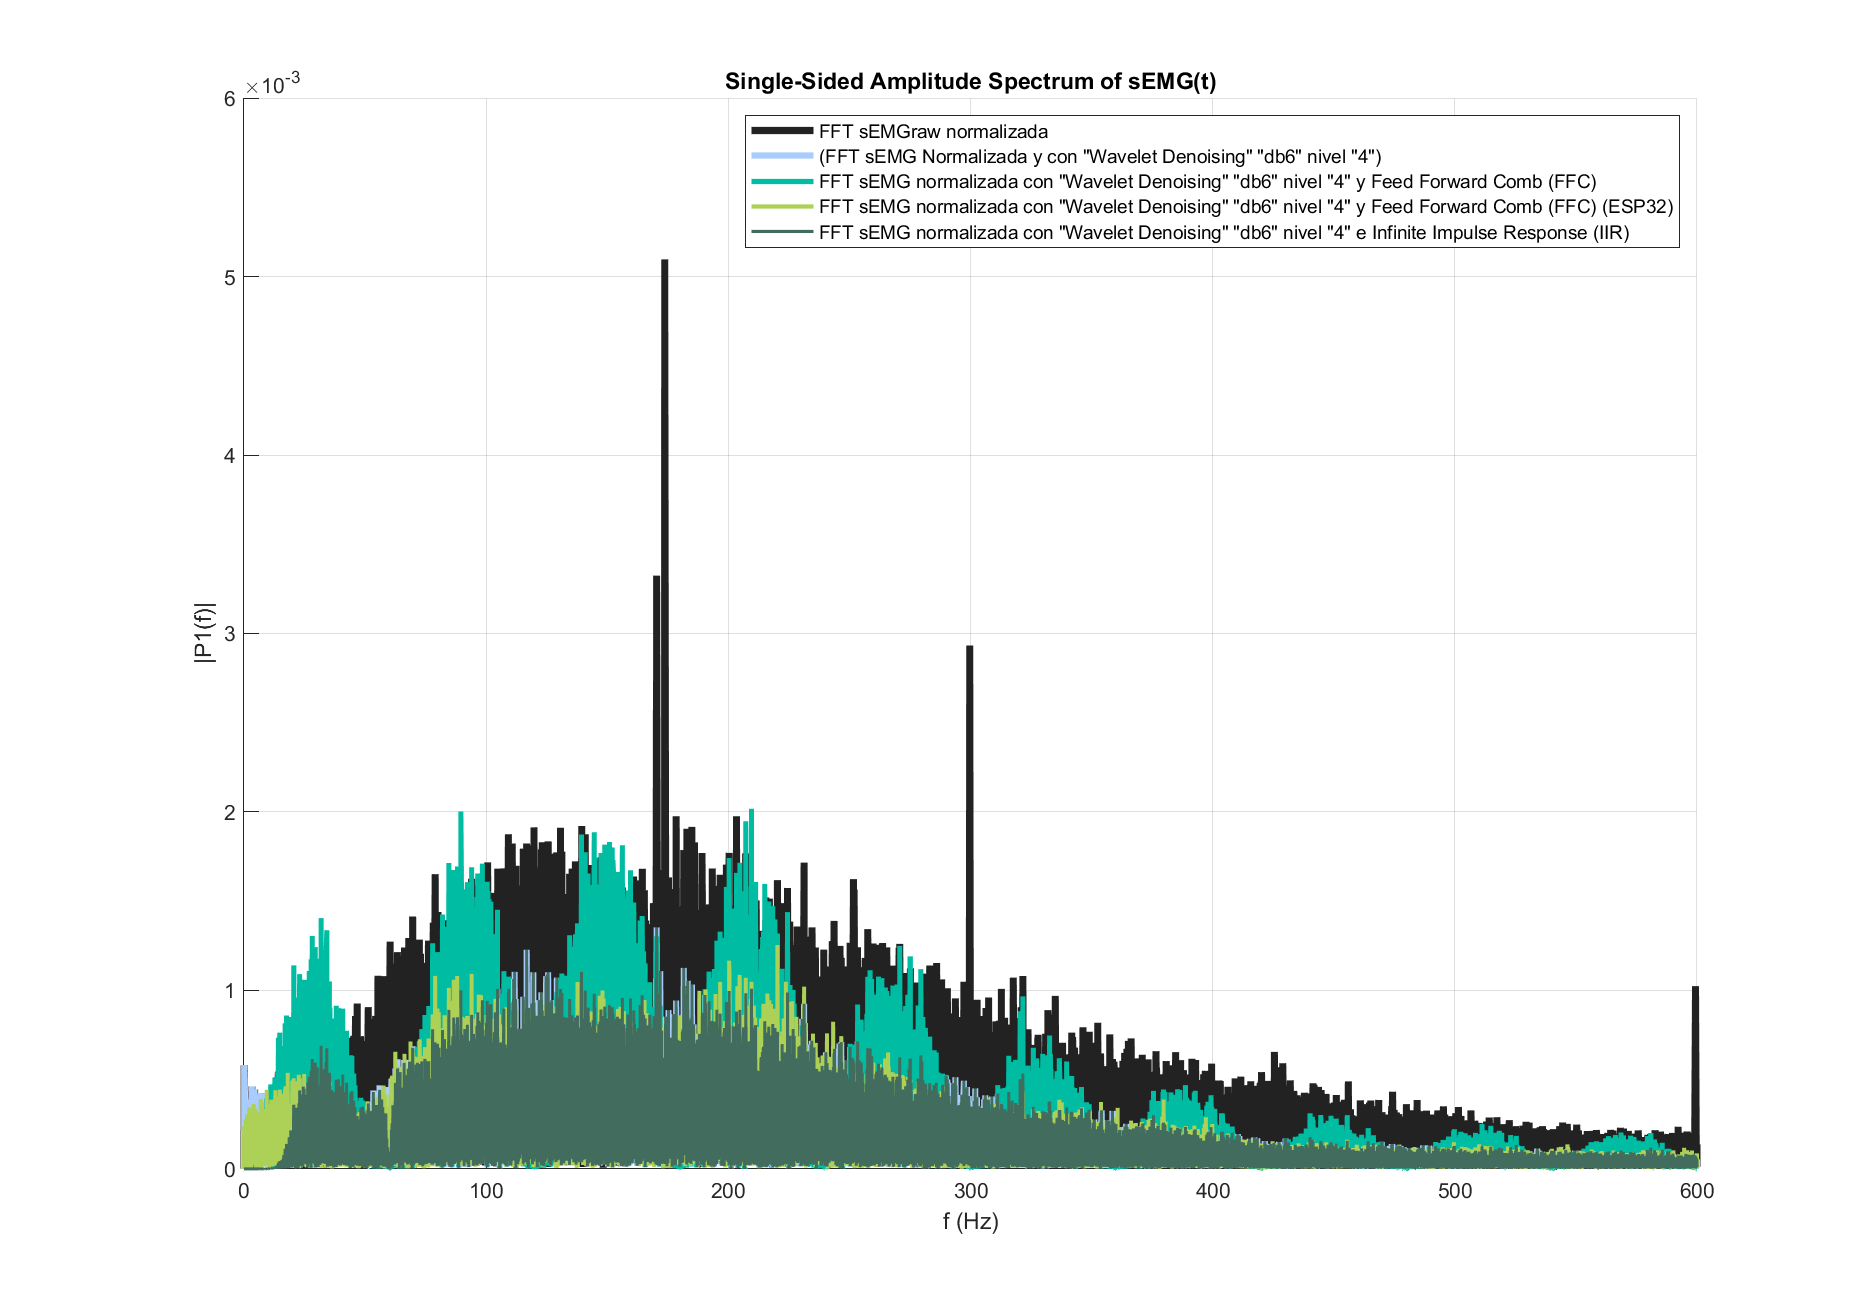 Single-Sided Amplitude Spectrum of sEMG(t)
×10-3
6
5
4
3
2
1
0
|P1(f)|
FFT sEMGraw normalizada
(FFT sEMG Normalizada y con "Wavelet Denoising" "db6" nivel "4")
FFT sEMG normalizada con "Wavelet Denoising" "db6" nivel "4" y Feed Forward Comb (FFC)
FFT sEMG normalizada con "Wavelet Denoising" "db6" nivel "4" y Feed Forward Comb (FFC) (ESP32)
FFT sEMG normalizada con "Wavelet Denoising" "db6" nivel "4" e Infinite Impulse Response (IIR)
0 100 200 300 400 500 600
f (Hz)